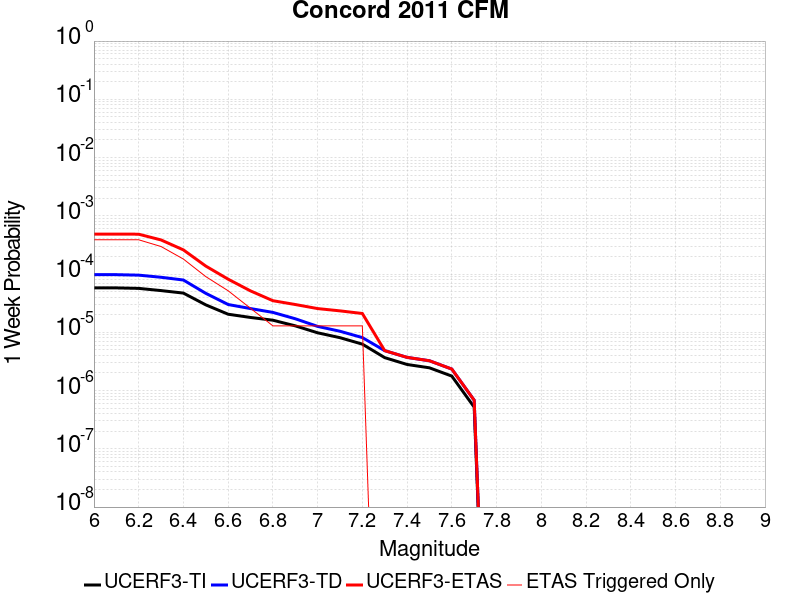 Concord 2011 CFM
1 Week Probability
10^0
10^-1
10^-2
10^-3
10^-4
10^-5
10^-6
10^-7
10^-8
6 6.2 6.4 6.6 6.8 7 7.2 7.4 7.6 7.8 8 8.2 8.4 8.6 8.8 9
Magnitude
UCERF3-TI UCERF3-TD UCERF3-ETAS ETAS Triggered Only